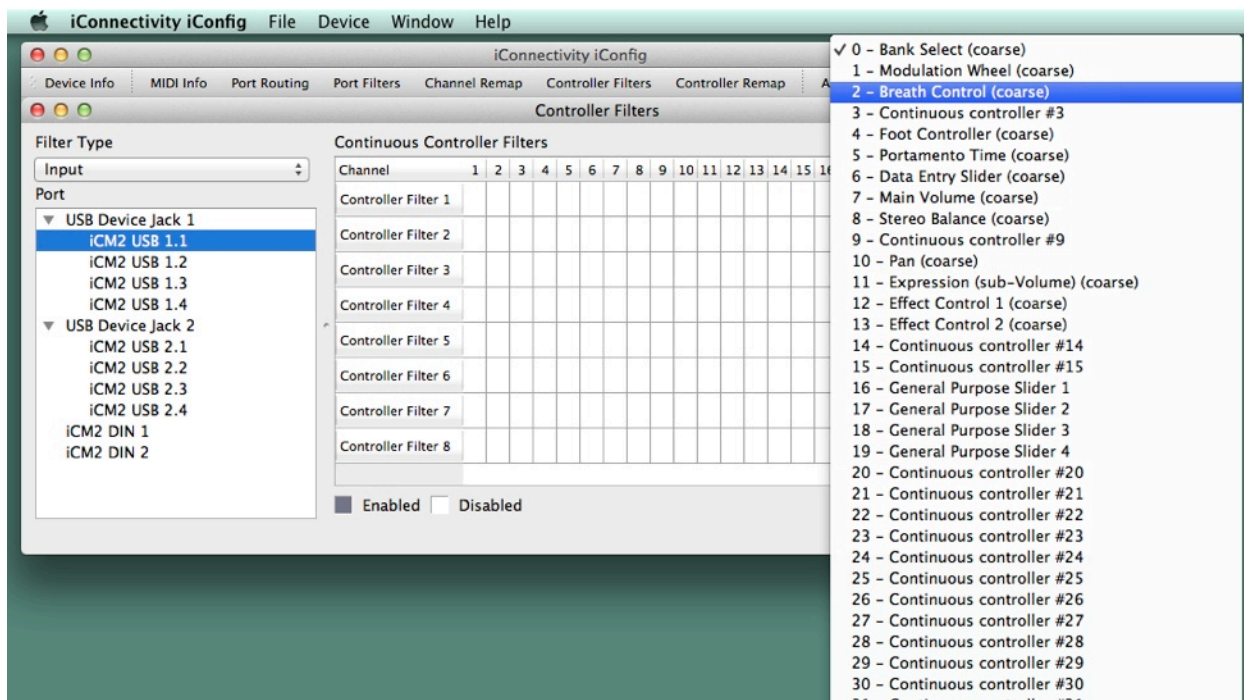 iConnectivity iConfig File Device Window Help
iConnectivity iConfig
Device Info MIDI Info Port Routing Port Filters Channel Remap Controller Filters Controller Remap A
Controller Filters
Filter Type
Input
Port
USB Device Jack 1
iCM2 USB 1.1
iCM2 USB 1.2
iCM2 USB 1.3
iCM2 USB 1.4
USB Device Jack 2
iCM2 USB 2.1
iCM2 USB 2.2
iCM2 USB 2.3
iCM2 USB 2.4
iCM2 DIN 1
iCM2 DIN 2
Continuous Controller Filters
Channel 1 2 3 4 5 6 7 8 9 10 11 12 13 14 15 16
Controller Filter 1
Controller Filter 2
Controller Filter 3
Controller Filter 4
Controller Filter 5
Controller Filter 6
Controller Filter 7
Controller Filter 8
Enabled Disabled
✓ 0 – Bank Select (coarse)
1 – Modulation Wheel (coarse)
2 – Breath Control (coarse)
3 – Continuous controller #3
4 – Foot Controller (coarse)
5 – Portamento Time (coarse)
6 – Data Entry Slider (coarse)
7 – Main Volume (coarse)
8 – Stereo Balance (coarse)
9 – Continuous controller #9
10 – Pan (coarse)
11 – Expression (sub-Volume) (coarse)
12 – Effect Control 1 (coarse)
13 – Effect Control 2 (coarse)
14 – Continuous controller #14
15 – Continuous controller #15
16 – General Purpose Slider 1
17 – General Purpose Slider 2
18 – General Purpose Slider 3
19 – General Purpose Slider 4
20 – Continuous controller #20
21 – Continuous controller #21
22 – Continuous controller #22
23 – Continuous controller #23
24 – Continuous controller #24
25 – Continuous controller #25
26 – Continuous controller #26
27 – Continuous controller #27
28 – Continuous controller #28
29 – Continuous controller #29
30 – Continuous controller #30